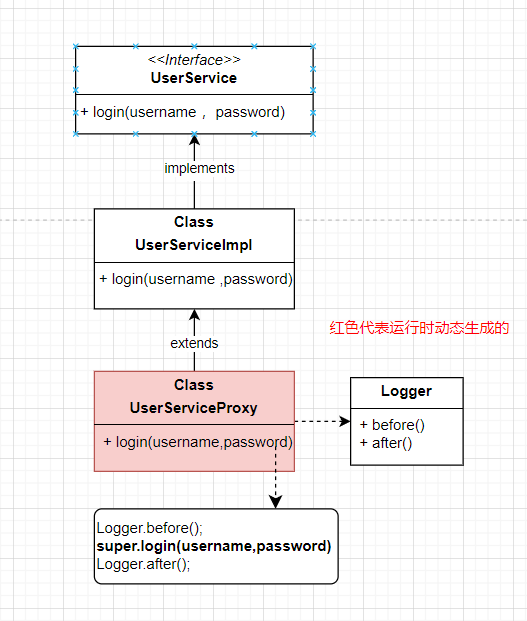 <<Interface>>
UserService
+ login(username ，password)
implements
Class
UserServiceImpl
+ login(username ,password)
红色代表运行时动态生成的
extends
Class
UserServiceProxy
+ login(username,password)
Logger
+ before()
+ after()
Logger.before();
super.login(username,password)
Logger.after();